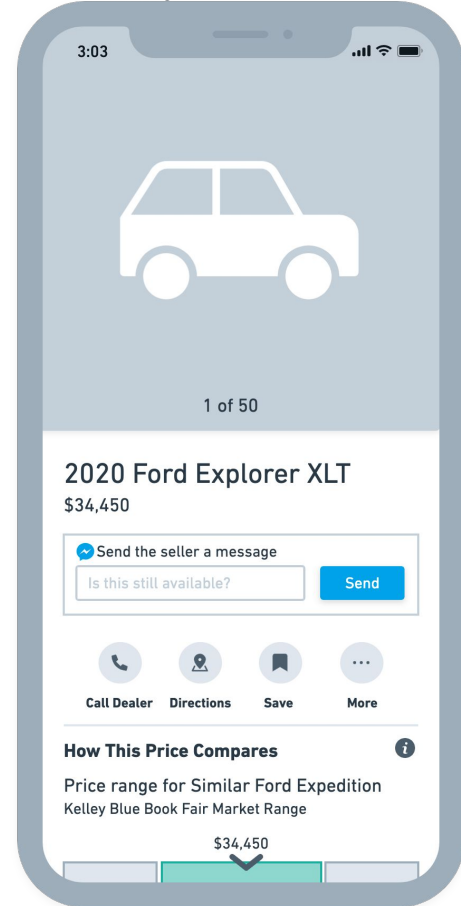 3:03
1 of 50
2020 Ford Explorer XLT
$34,450
Send the seller a message
Is this still available?
Send
Call Dealer Directions Save More
How This Price Compares
Price range for Similar Ford Expedition
Kelley Blue Book Fair Market Range
$34,450